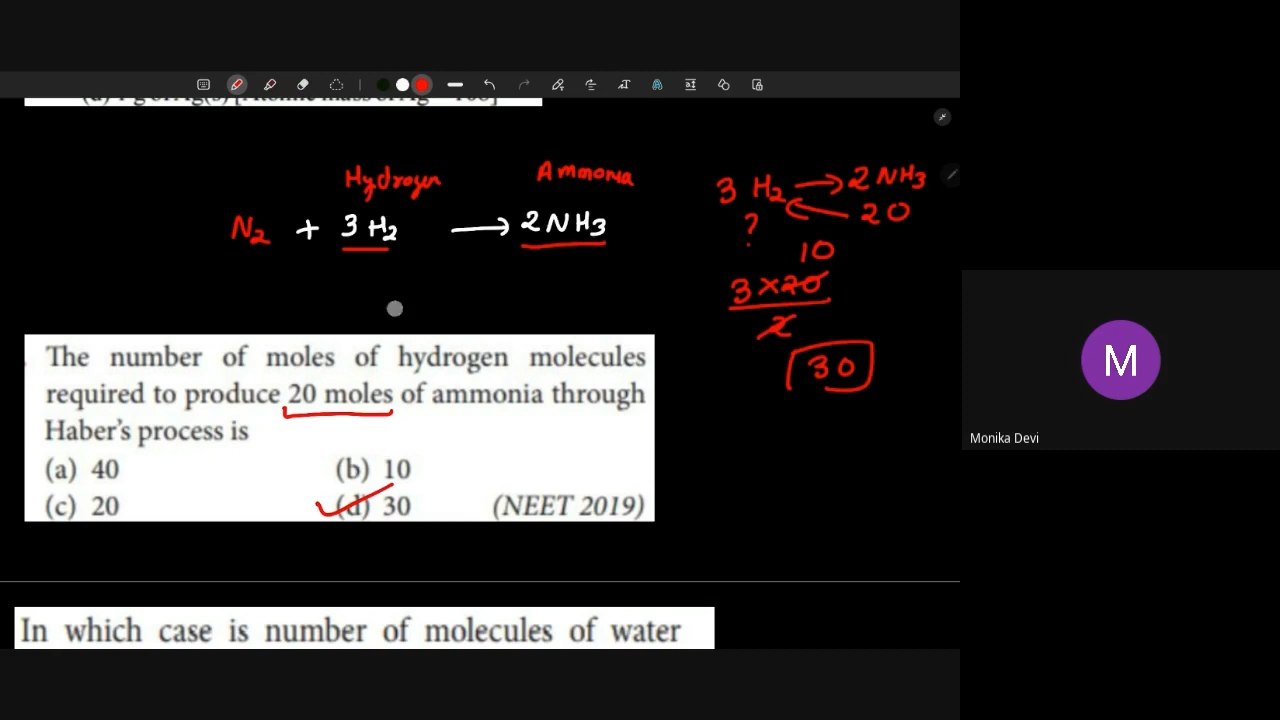 Hydrogen Ammonia
N2 + 3 H2 ⟶ 2 NH3
3 H2 ⟶ 2 NH3
? ⟵ 20
10
3 × 20
2
30
The number of moles of hydrogen molecules
required to produce 20 moles of ammonia through
Haber's process is
(a) 40 (b) 10
(c) 20 (d) 30 (NEET 2019)
In which case is number of molecules of water
M
Monika Devi